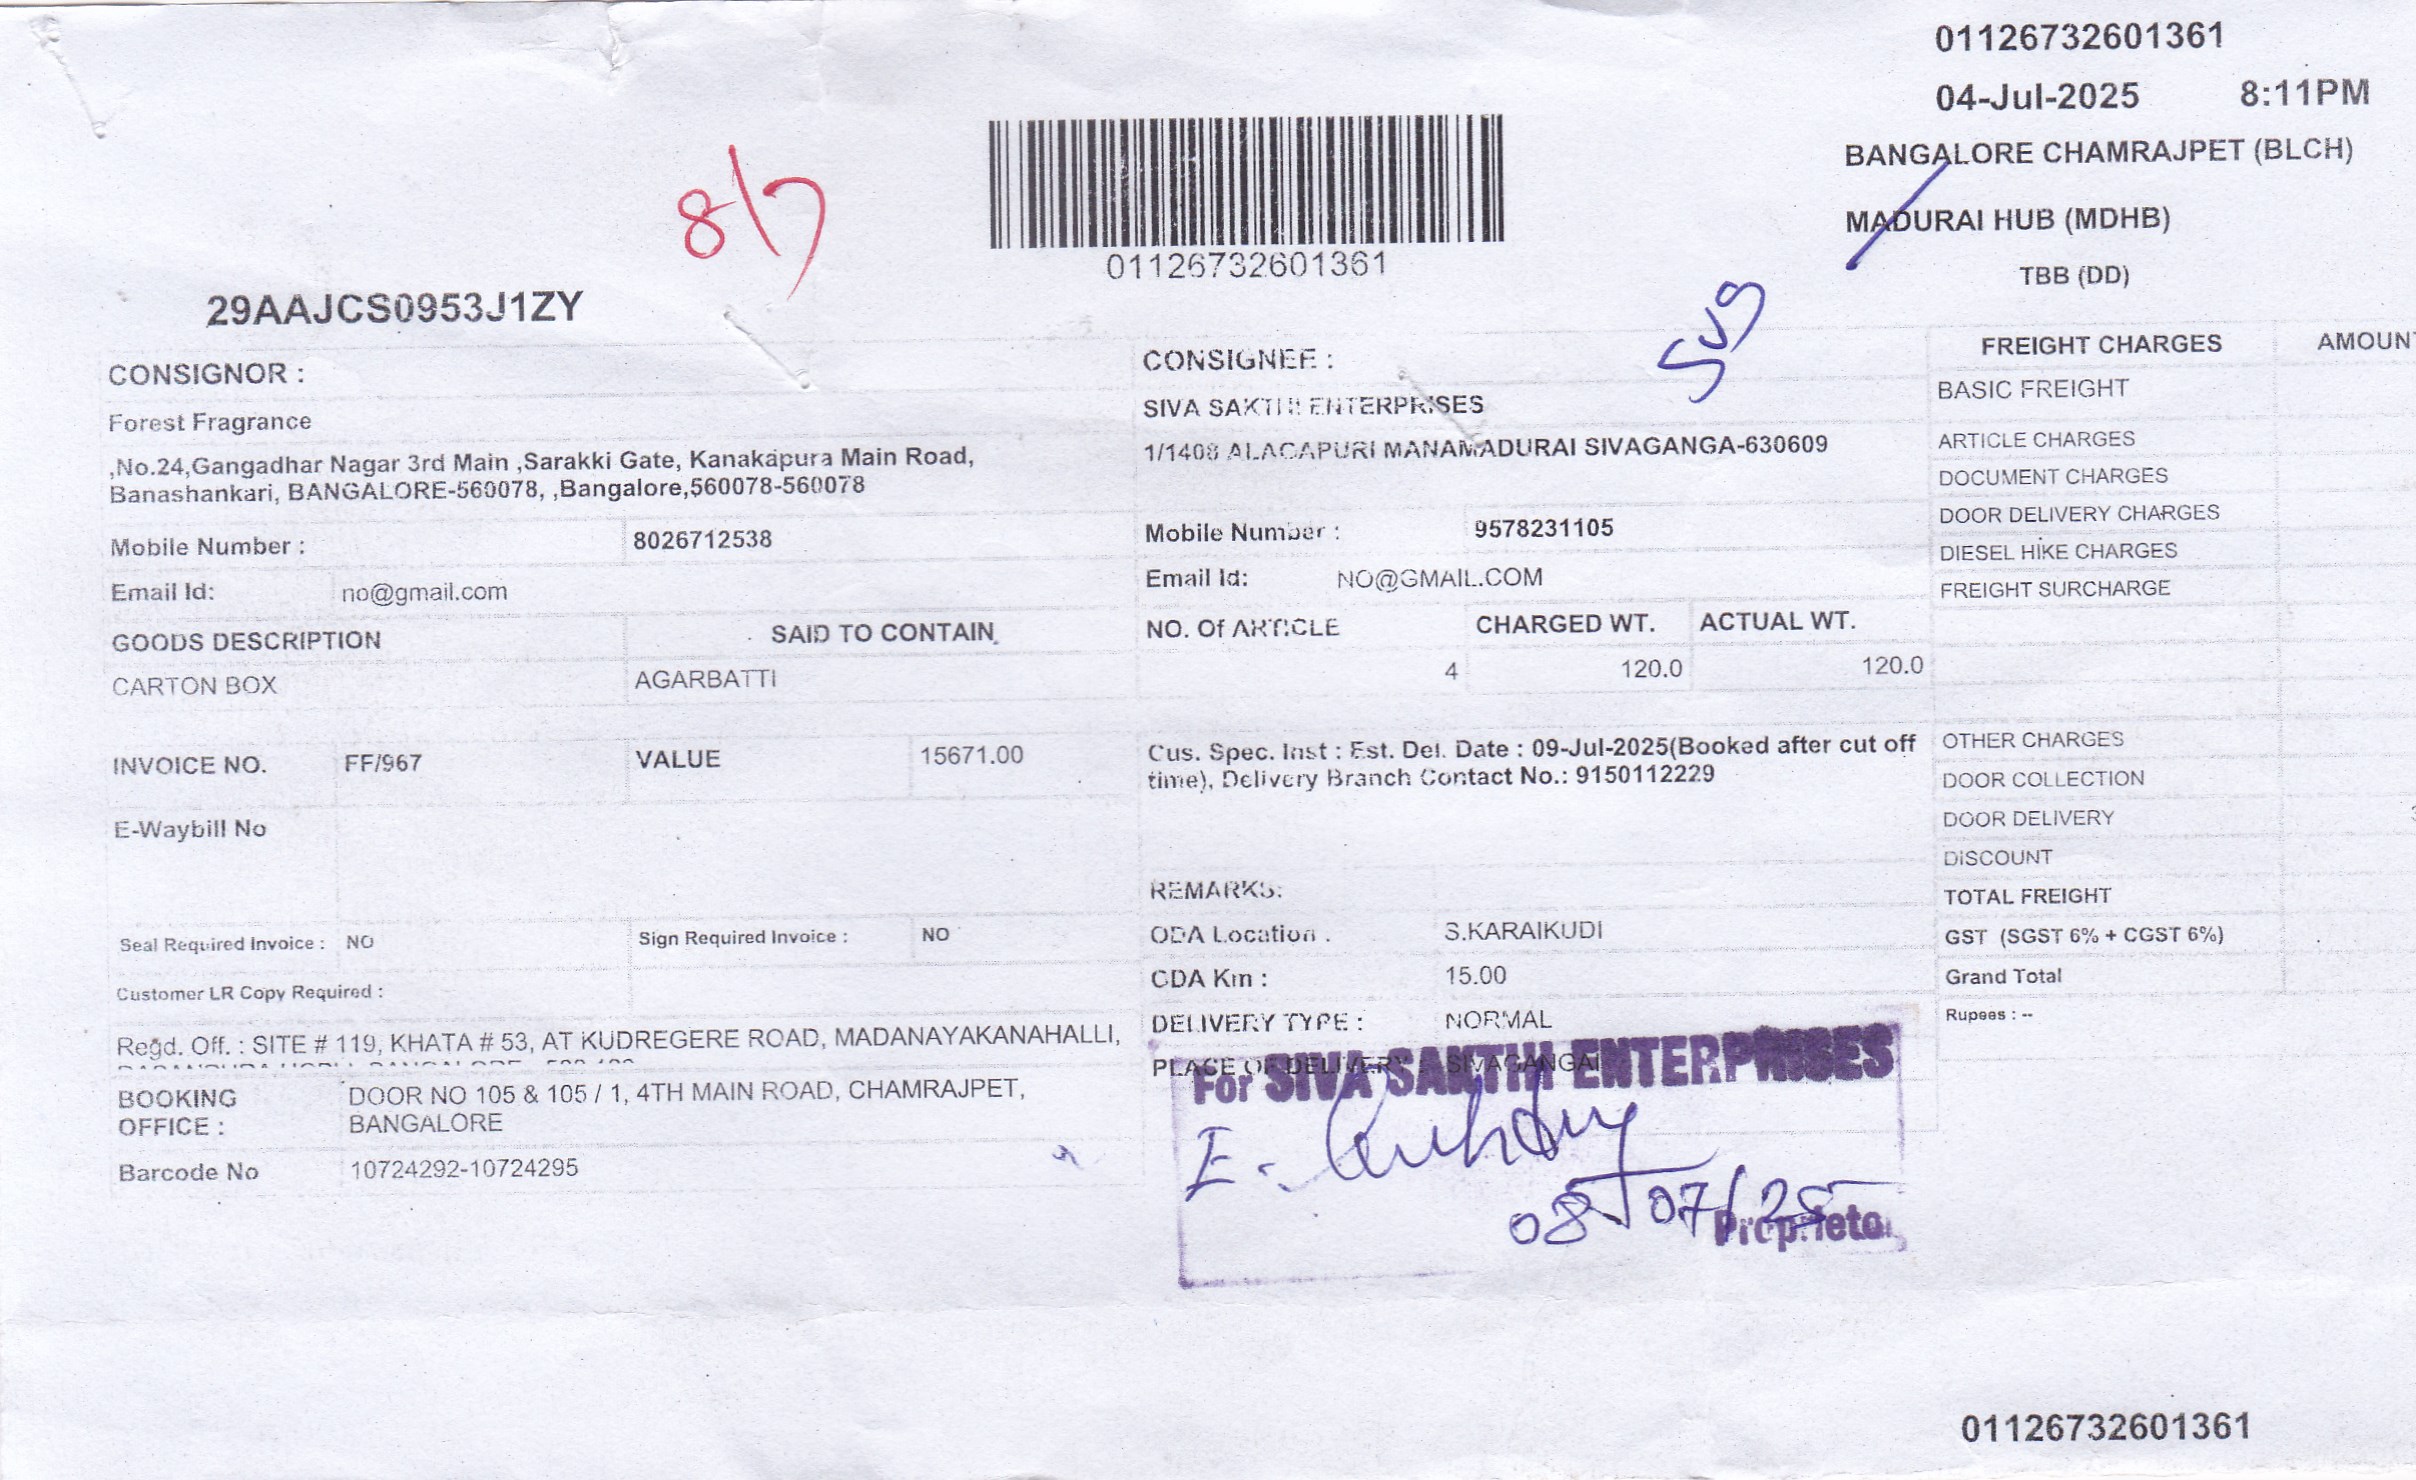 01126732601361
04-Jul-2025 8:11PM
BANGALORE CHAMRAJPET (BLCH)
8/7
MADURAI HUB (MDHB)
01126732601361
TBB (DD)
29AAJCS0953J1ZY
svg
CONSIGNOR :
Forest Fragrance
,No.24,Gangadhar Nagar 3rd Main ,Sarakki Gate, Kanakapura Main Road,
Banashankari, BANGALORE-560078, ,Bangalore,560078-560078
Mobile Number : 8026712538
Email Id: no@gmail.com
GOODS DESCRIPTION SAID TO CONTAIN
CARTON BOX AGARBATTI
INVOICE NO. FF/967 VALUE 15671.00
E-Waybill No
Seal Required Invoice : NO Sign Required Invoice : NO
Customer LR Copy Required :
Regd. Off. : SITE # 119, KHATA # 53, AT KUDREGERE ROAD, MADANAYAKANAHALLI,
BOOKING OFFICE : DOOR NO 105 & 105 / 1, 4TH MAIN ROAD, CHAMRAJPET,
BANGALORE
Barcode No 10724292-10724295
CONSIGNEE :
SIVA SAKTHI ENTERPRISES
1/1408 ALAGAPURI MANAMADURAI SIVAGANGA-630609
Mobile Number : 9578231105
Email Id: NO@GMAIL.COM
NO. Of ARTICLE CHARGED WT. ACTUAL WT.
4 120.0 120.0
Cus. Spec. Inst : Est. Del. Date : 09-Jul-2025(Booked after cut off
time), Delivery Branch Contact No.: 9150112229
REMARKS:
ODA Location : S.KARAIKUDI
ODA Km : 15.00
DELIVERY TYPE : NORMAL
PLACE OF DELIVERY SIVAGANGAI
For SIVA SAKTHI ENTERPRISES
08/07/25
Proprietor
FREIGHT CHARGES AMOUNT
BASIC FREIGHT
ARTICLE CHARGES
DOCUMENT CHARGES
DOOR DELIVERY CHARGES
DIESEL HIKE CHARGES
FREIGHT SURCHARGE
OTHER CHARGES
DOOR COLLECTION
DOOR DELIVERY
DISCOUNT
TOTAL FREIGHT
GST (SGST 6% + CGST 6%)
Grand Total
Rupees : --
01126732601361